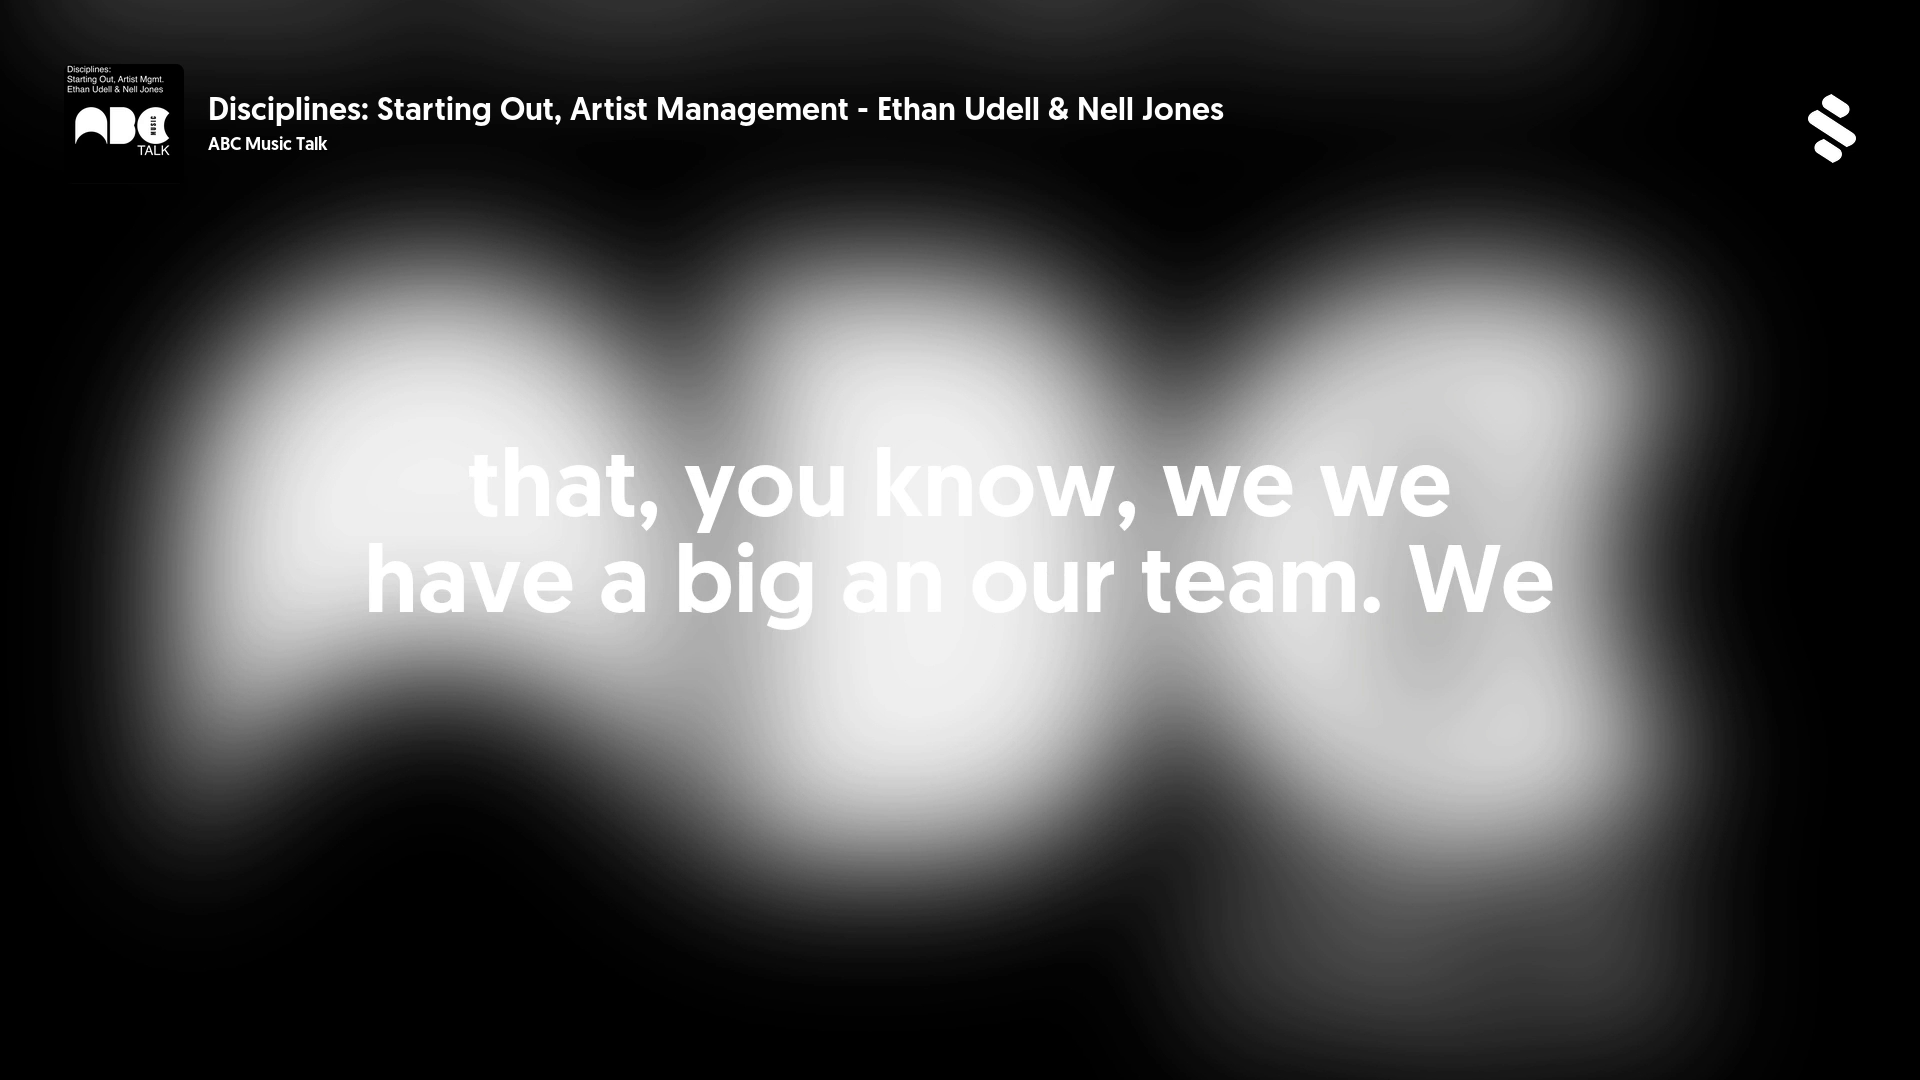 Disciplines:
Starting Out, Artist Mgmt.
Ethan Udell & Nell Jones
ABC
MUSIC
TALK
Disciplines: Starting Out, Artist Management - Ethan Udell & Nell Jones
ABC Music Talk
that, you know, we we
have a big an our team. We